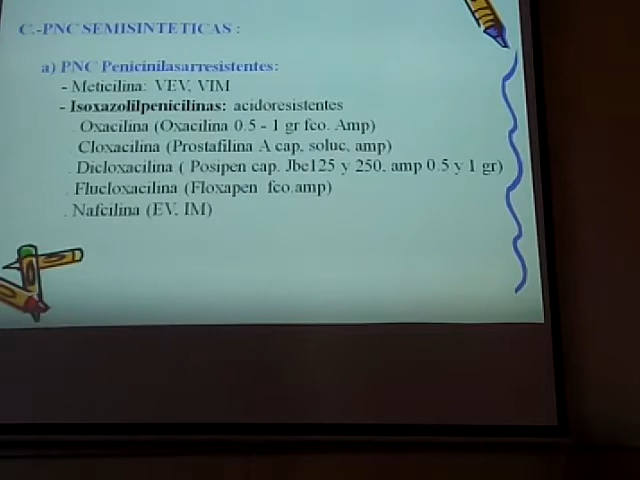 C.-PNC SEMISINTETICAS :
a) PNC Penicinilasarresistentes:
- Meticilina: VEV, VIM
- Isoxazolilpenicilinas: acidoresistentes
. Oxacilina (Oxacilina 0.5 - 1 gr fco. Amp)
Cloxacilina (Prostafilina A cap, soluc, amp)
. Dicloxacilina ( Posipen cap. Jbe125 y 250. amp 0.5 y 1 gr)
. Flucloxacilina (Floxapen fco.amp)
. Nafcilina (EV. IM)